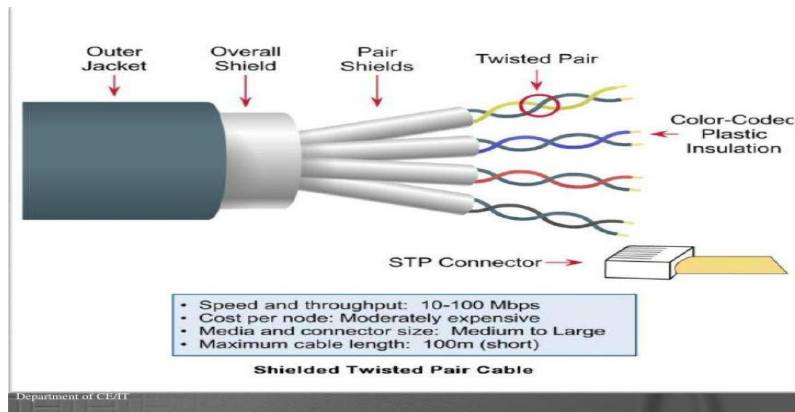 Outer
Jacket
Overall
Shield
Pair
Shields
Twisted Pair
Color-Coded
Plastic
Insulation
STP Connector
• Speed and throughput: 10-100 Mbps
• Cost per node: Moderately expensive
• Media and connector size: Medium to Large
• Maximum cable length: 100m (short)
Shielded Twisted Pair Cable
Department of CE/IT